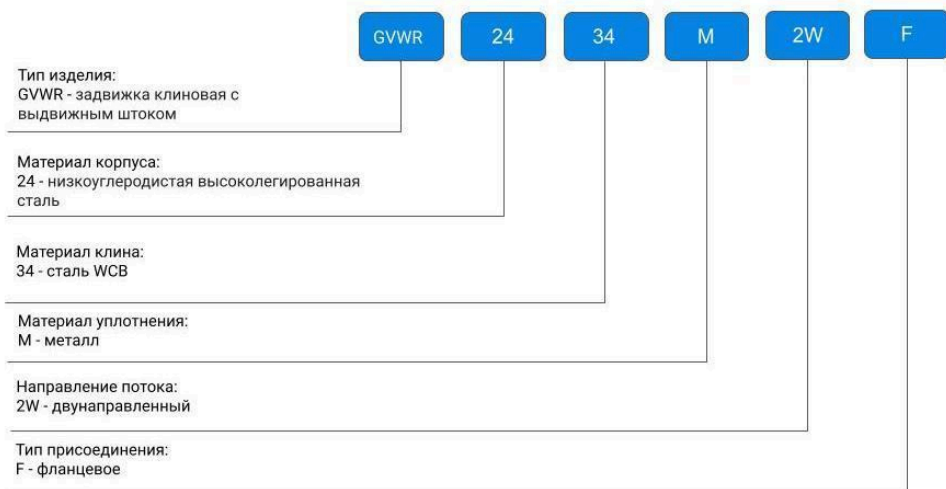 GVWR 24 34 M 2W F
Тип изделия:
GVWR - задвижка клиновая с
выдвижным штоком
Материал корпуса:
24 - низкоуглеродистая высоколегированная
сталь
Материал клина:
34 - сталь WCB
Материал уплотнения:
М - металл
Направление потока:
2W - двунаправленный
Тип присоединения:
F - фланцевое